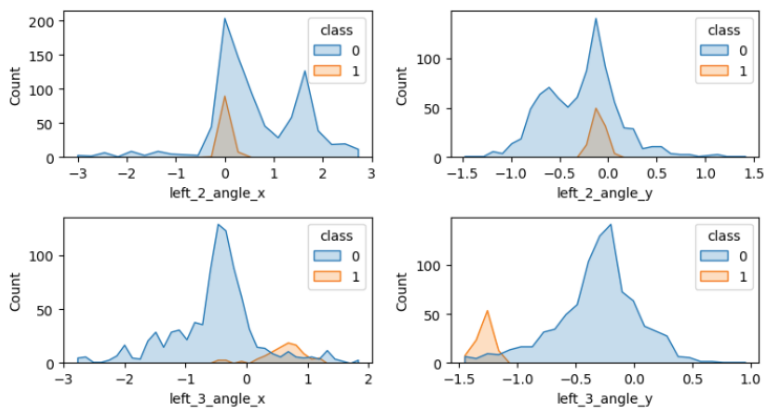 class
0
1
200
150
100
50
0
Count
−3 −2 −1 0 1 2 3
left_2_angle_x
class
0
1
100
50
0
Count
−1.5 −1.0 −0.5 0.0 0.5 1.0 1.5
left_2_angle_y
class
0
1
100
50
0
Count
−3 −2 −1 0 1 2
left_3_angle_x
class
0
1
100
50
0
Count
−1.5 −1.0 −0.5 0.0 0.5 1.0
left_3_angle_y